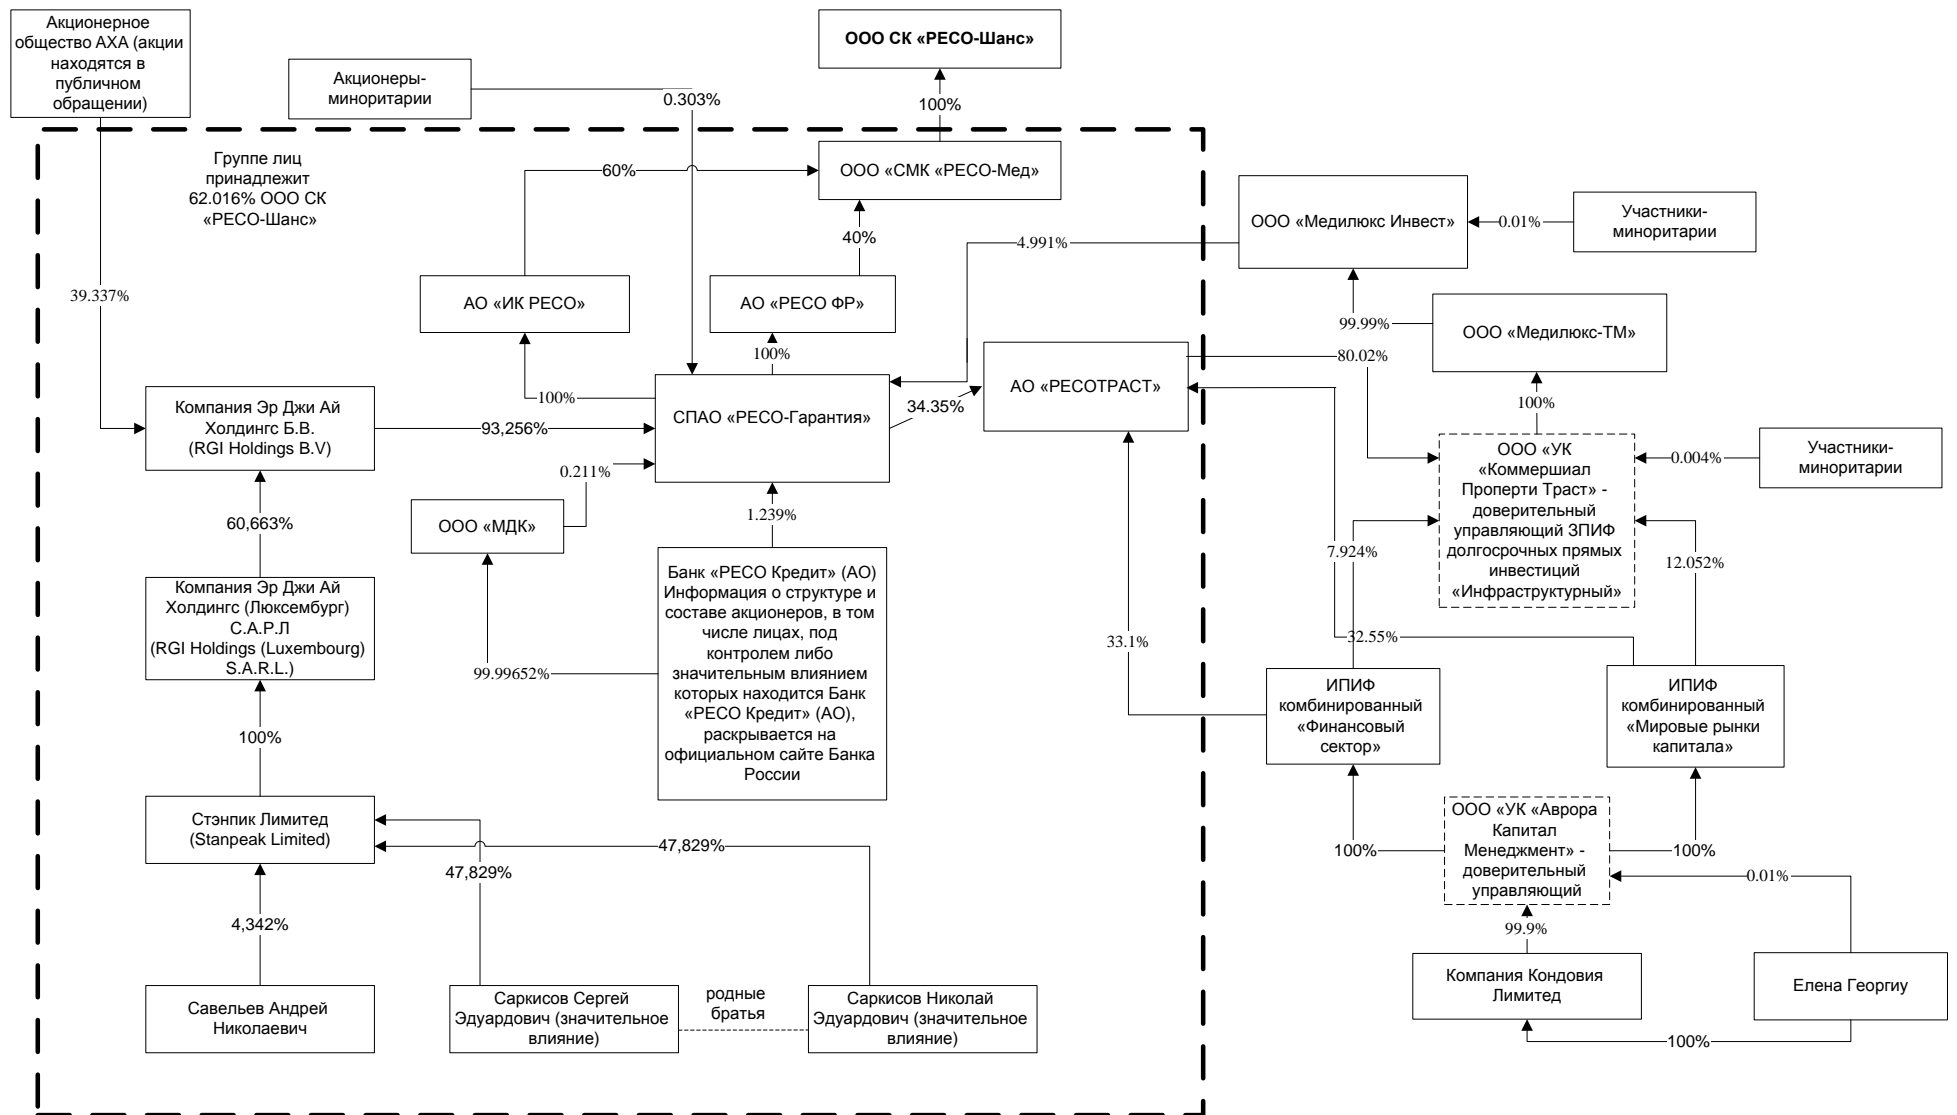 Акционерное
общество АХА (акции
находятся в
публичном
обращении)
Акционеры-
миноритарии
ООО СК «РЕСО-Шанс»
0.303%
100%
Группе лиц
принадлежит
62.016% ООО СК
«РЕСО-Шанс»
60%
ООО «СМК «РЕСО-Мед»
ООО «Медилюкс Инвест»
0.01%
Участники-
миноритарии
40%
4.991%
39.337%
АО «ИК РЕСО»
АО «РЕСО ФР»
99.99%
ООО «Медилюкс-ТМ»
100%
80.02%
АО «РЕСОТРАСТ»
100%
34.35%
100%
Компания Эр Джи Ай
Холдингс Б.В.
(RGI Holdings B.V)
93,256%
СПАО «РЕСО-Гарантия»
ООО «УК
«Коммершиал
Проперти Траст» -
доверительный
управляющий ЗПИФ
долгосрочных прямых
инвестиций
«Инфраструктурный»
0.004%
Участники-
миноритарии
0.211%
60,663%
ООО «МДК»
1.239%
7.924%
12.052%
Компания Эр Джи Ай
Холдингс (Люксембург)
С.А.Р.Л
(RGI Holdings (Luxembourg)
S.A.R.L.)
Банк «РЕСО Кредит» (АО)
Информация о структуре и
составе акционеров, в том
числе лицах, под
контролем либо
значительным влиянием
которых находится Банк
«РЕСО Кредит» (АО),
раскрывается на
официальном сайте Банка
России
99.99652%
33.1%
32.55%
ИПИФ
комбинированный
«Финансовый
сектор»
ИПИФ
комбинированный
«Мировые рынки
капитала»
100%
Стэнпик Лимитед
(Stanpeak Limited)
47,829%
47,829%
100%
ООО «УК «Аврора
Капитал
Менеджмент» -
доверительный
управляющий
100%
0.01%
4,342%
99.9%
Савельев Андрей
Николаевич
Саркисов Сергей
Эдуардович (значительное
влияние)
родные
братья
Саркисов Николай
Эдуардович (значительное
влияние)
Компания Кондовия
Лимитед
Елена Георгиу
100%